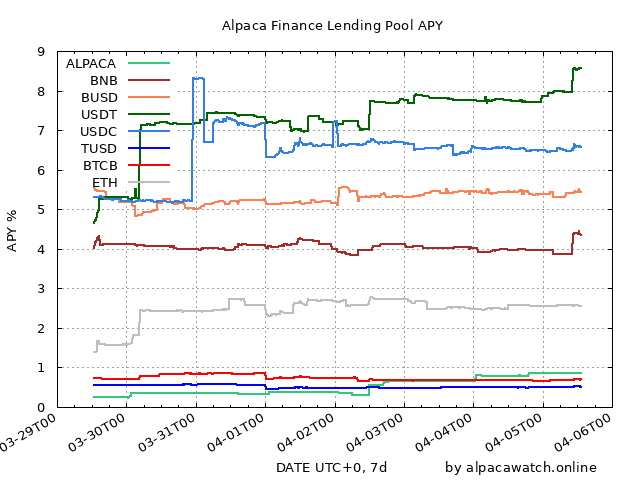 Alpaca Finance Lending Pool APY
ALPACA
BNB
BUSD
USDT
USDC
TUSD
BTCB
ETH
APY %
9
8
7
6
5
4
3
2
1
0
03-29T00
03-30T00
03-31T00
04-01T00
04-02T00
04-03T00
04-04T00
04-05T00
04-06T00
DATE UTC+0, 7d
by alpacawatch.online